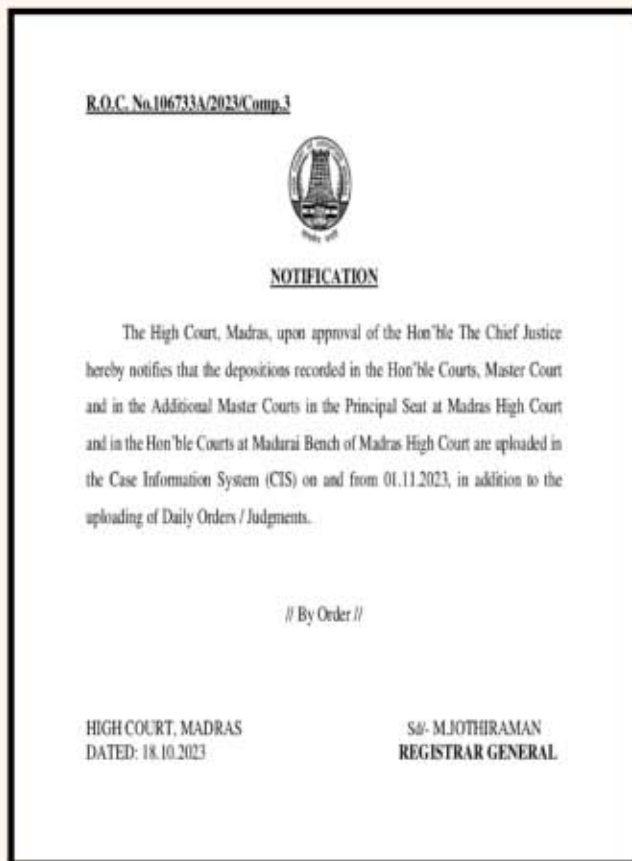 R.O.C. No.106733A/2023/Comp.3
NOTIFICATION
The High Court, Madras, upon approval of the Hon"ble The Chief Justice
hereby notifies that the depositions recorded in the Hon"ble Courts, Master Court
and in the Additional Master Courts in the Principal Seat at Madras High Court
and in the Hon"ble Courts at Madurai Bench of Madras High Court are uploaded in
the Case Information System (CIS) on and from 01.11.2023, in addition to the
uploading of Daily Orders / Judgments.
// By Order //
HIGH COURT, MADRAS
DATED: 18.10.2023
Sd/- M.JOTHIRAMAN
REGISTRAR GENERAL